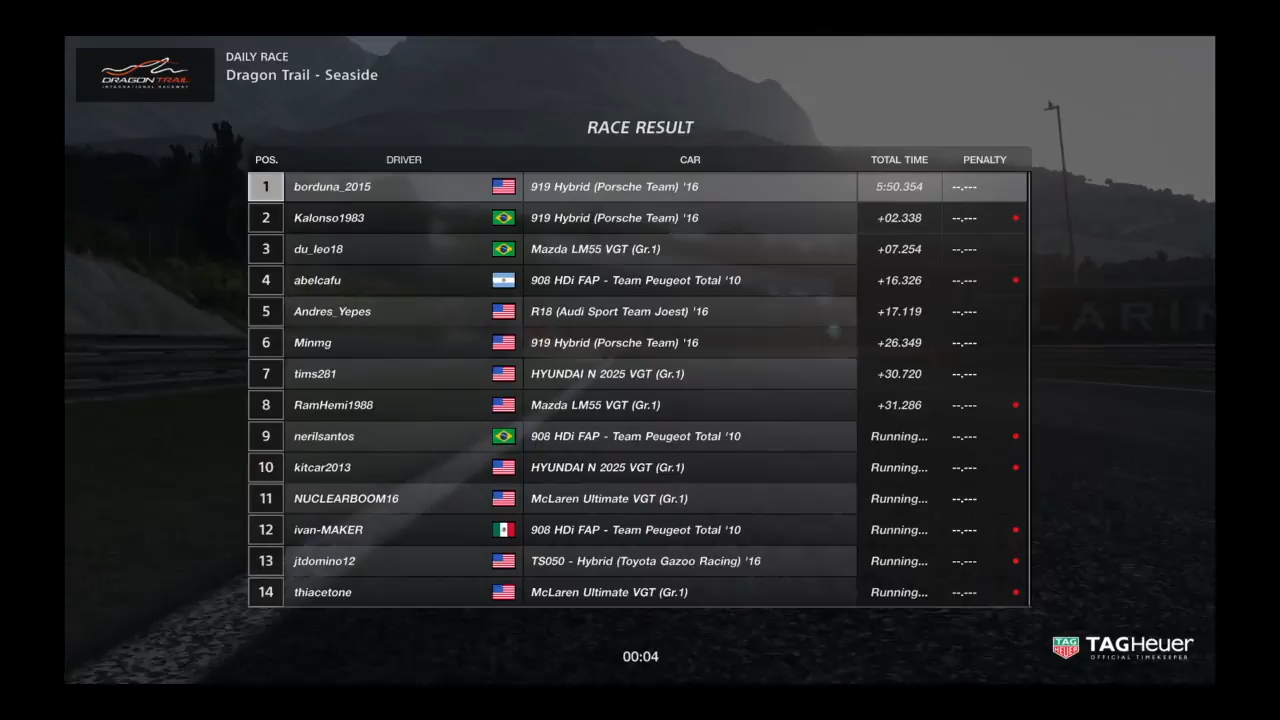 DRAGON TRAIL
INTERNATIONAL RACEWAY
DAILY RACE
Dragon Trail - Seaside
RACE RESULT
POS. DRIVER CAR TOTAL TIME PENALTY
1 borduna_2015 919 Hybrid (Porsche Team) '16 5:50.354 --.---
2 Kalonso1983 919 Hybrid (Porsche Team) '16 +02.338 --.---
3 du_leo18 Mazda LM55 VGT (Gr.1) +07.254 --.---
4 abelcafu 908 HDi FAP - Team Peugeot Total '10 +16.326 --.---
5 Andres_Yepes R18 (Audi Sport Team Joest) '16 +17.119 --.---
6 Minmg 919 Hybrid (Porsche Team) '16 +26.349 --.---
7 tims281 HYUNDAI N 2025 VGT (Gr.1) +30.720 --.---
8 RamHemi1988 Mazda LM55 VGT (Gr.1) +31.286 --.---
9 nerilsantos 908 HDi FAP - Team Peugeot Total '10 Running... --.---
10 kitcar2013 HYUNDAI N 2025 VGT (Gr.1) Running... --.---
11 NUCLEARBOOM16 McLaren Ultimate VGT (Gr.1) Running... --.---
12 ivan-MAKER 908 HDi FAP - Team Peugeot Total '10 Running... --.---
13 jtdomino12 TS050 - Hybrid (Toyota Gazoo Racing) '16 Running... --.---
14 thiacetone McLaren Ultimate VGT (Gr.1) Running... --.---
00:04
TAG HEUER TAGHeuer
OFFICIAL TIMEKEEPER